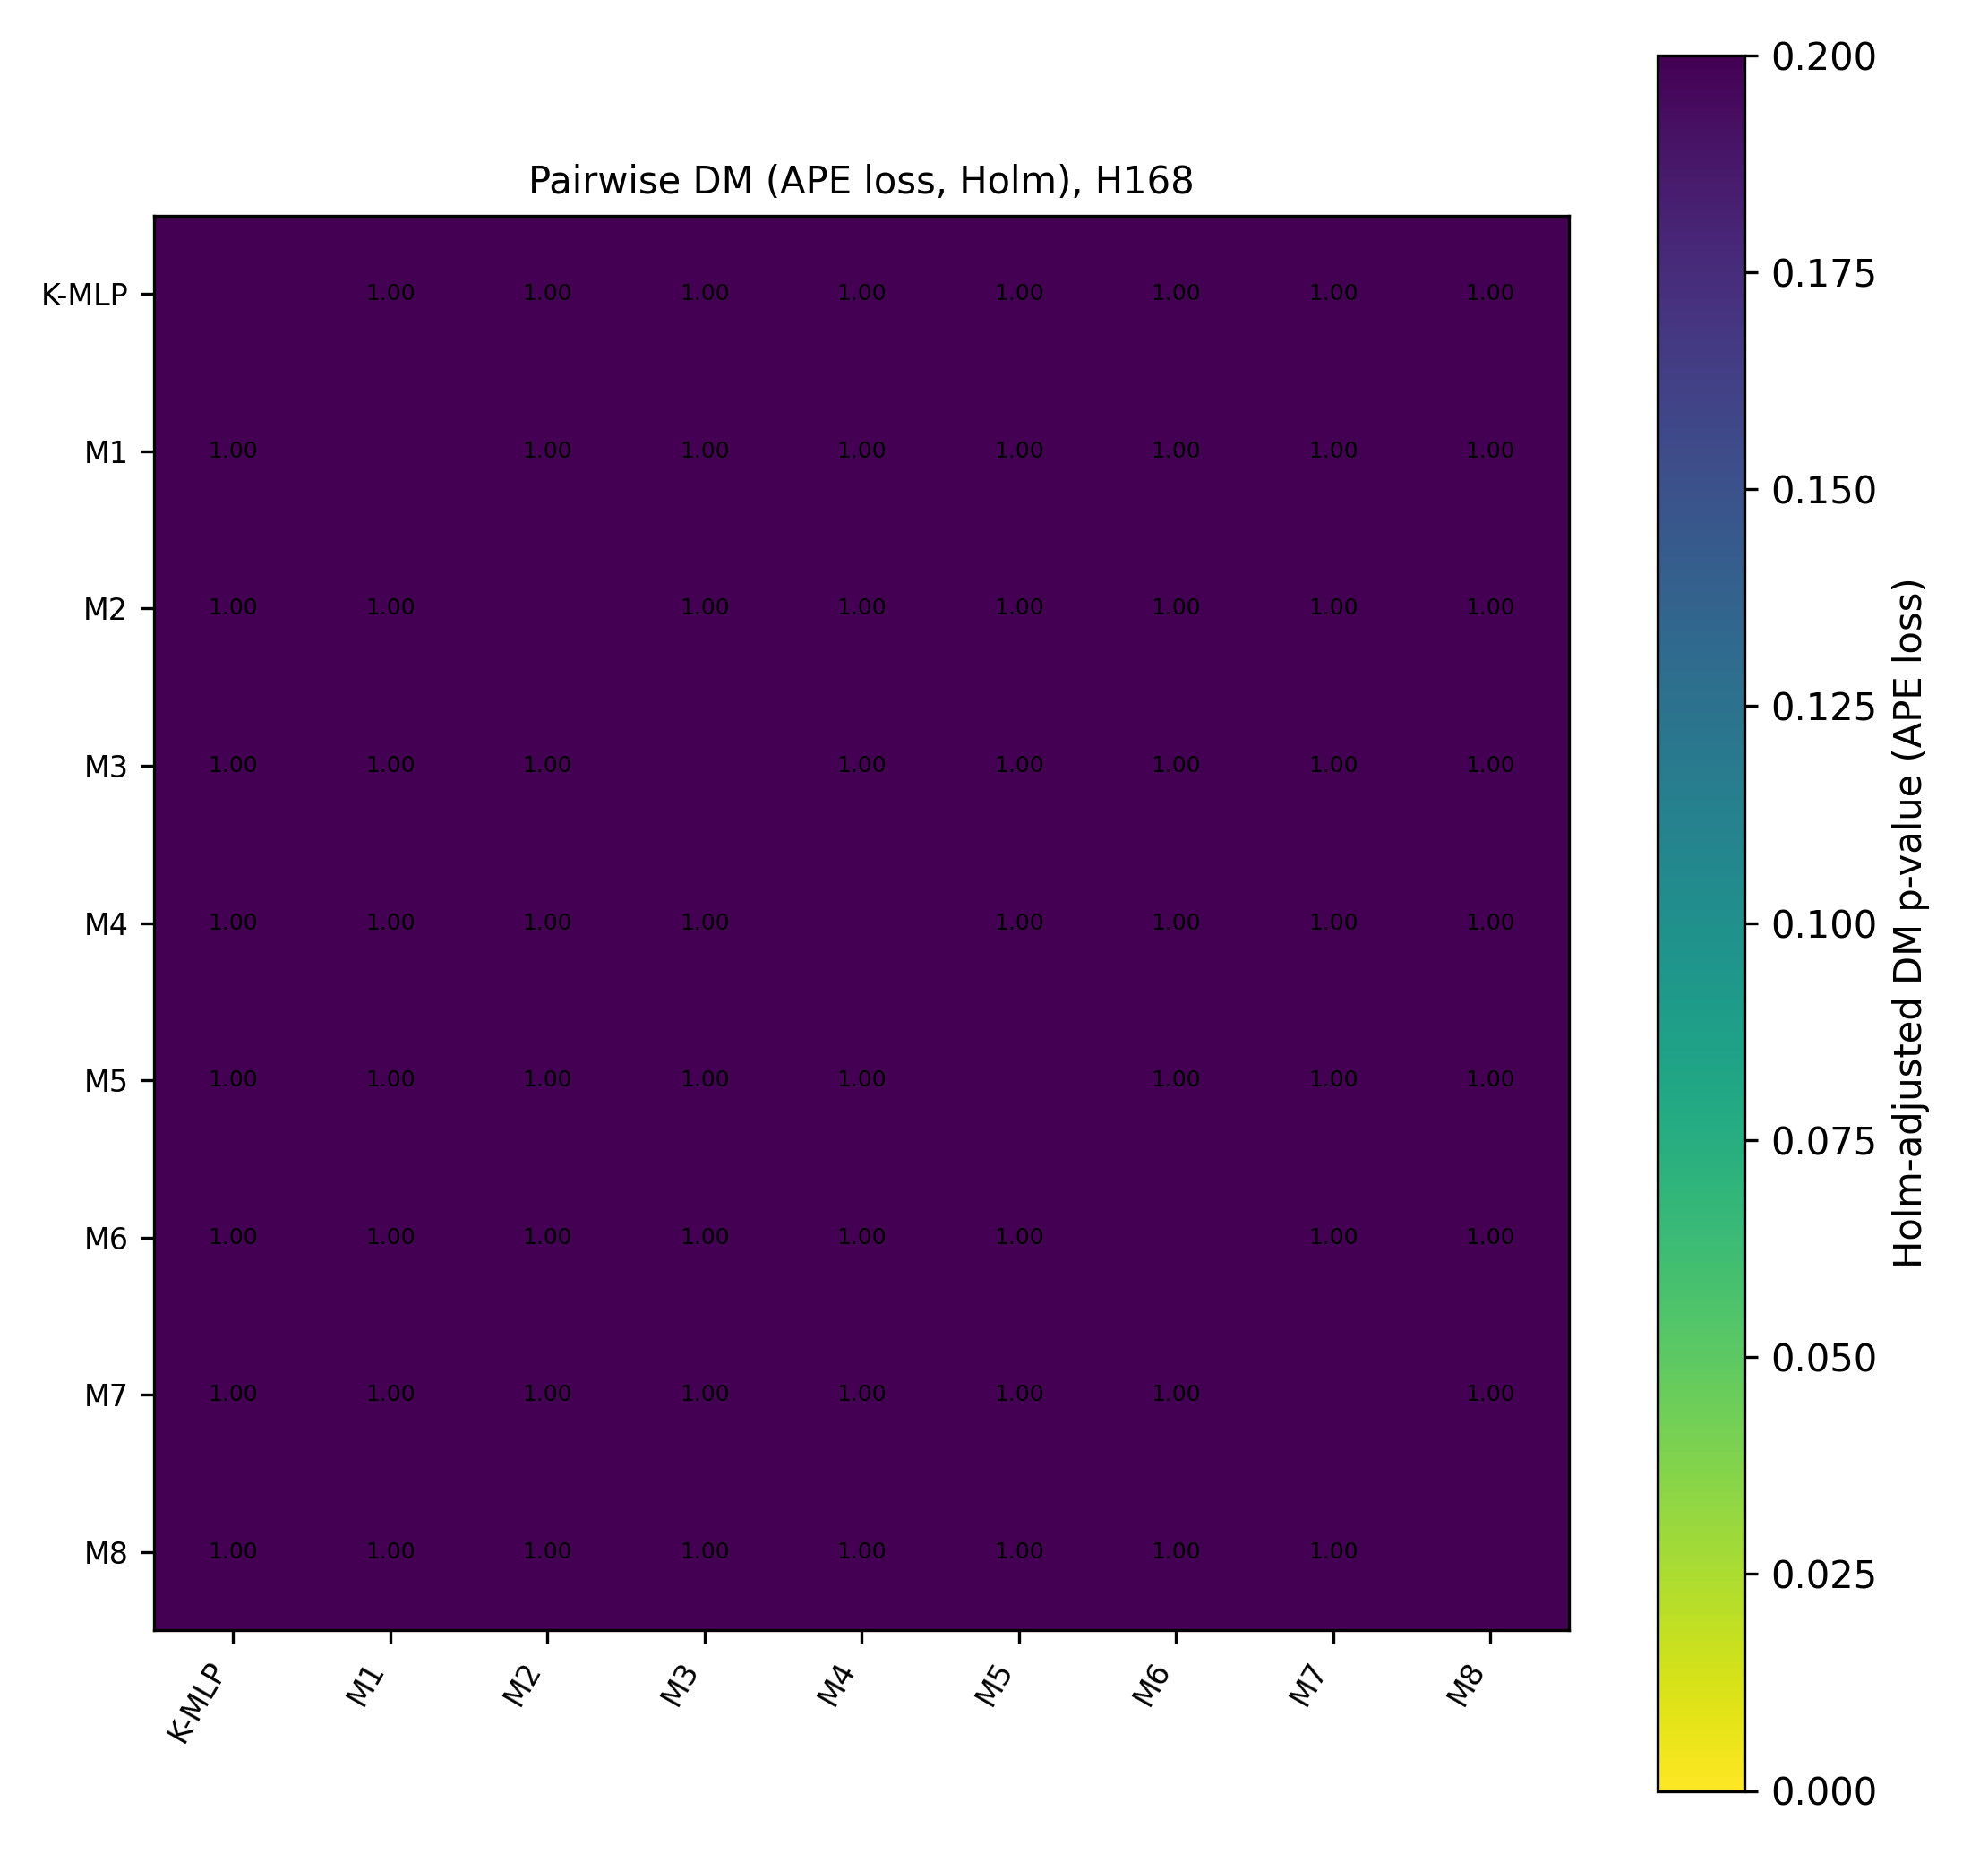 Pairwise DM (APE loss, Holm), H168
K-MLP 1.00 1.00 1.00 1.00 1.00 1.00 1.00 1.00
M1 1.00 1.00 1.00 1.00 1.00 1.00 1.00 1.00
M2 1.00 1.00 1.00 1.00 1.00 1.00 1.00 1.00
M3 1.00 1.00 1.00 1.00 1.00 1.00 1.00 1.00
M4 1.00 1.00 1.00 1.00 1.00 1.00 1.00 1.00
M5 1.00 1.00 1.00 1.00 1.00 1.00 1.00 1.00
M6 1.00 1.00 1.00 1.00 1.00 1.00 1.00 1.00
M7 1.00 1.00 1.00 1.00 1.00 1.00 1.00 1.00
M8 1.00 1.00 1.00 1.00 1.00 1.00 1.00 1.00
K-MLP M1 M2 M3 M4 M5 M6 M7 M8
0.200
0.175
0.150
0.125
0.100
0.075
0.050
0.025
0.000
Holm-adjusted DM p-value (APE loss)